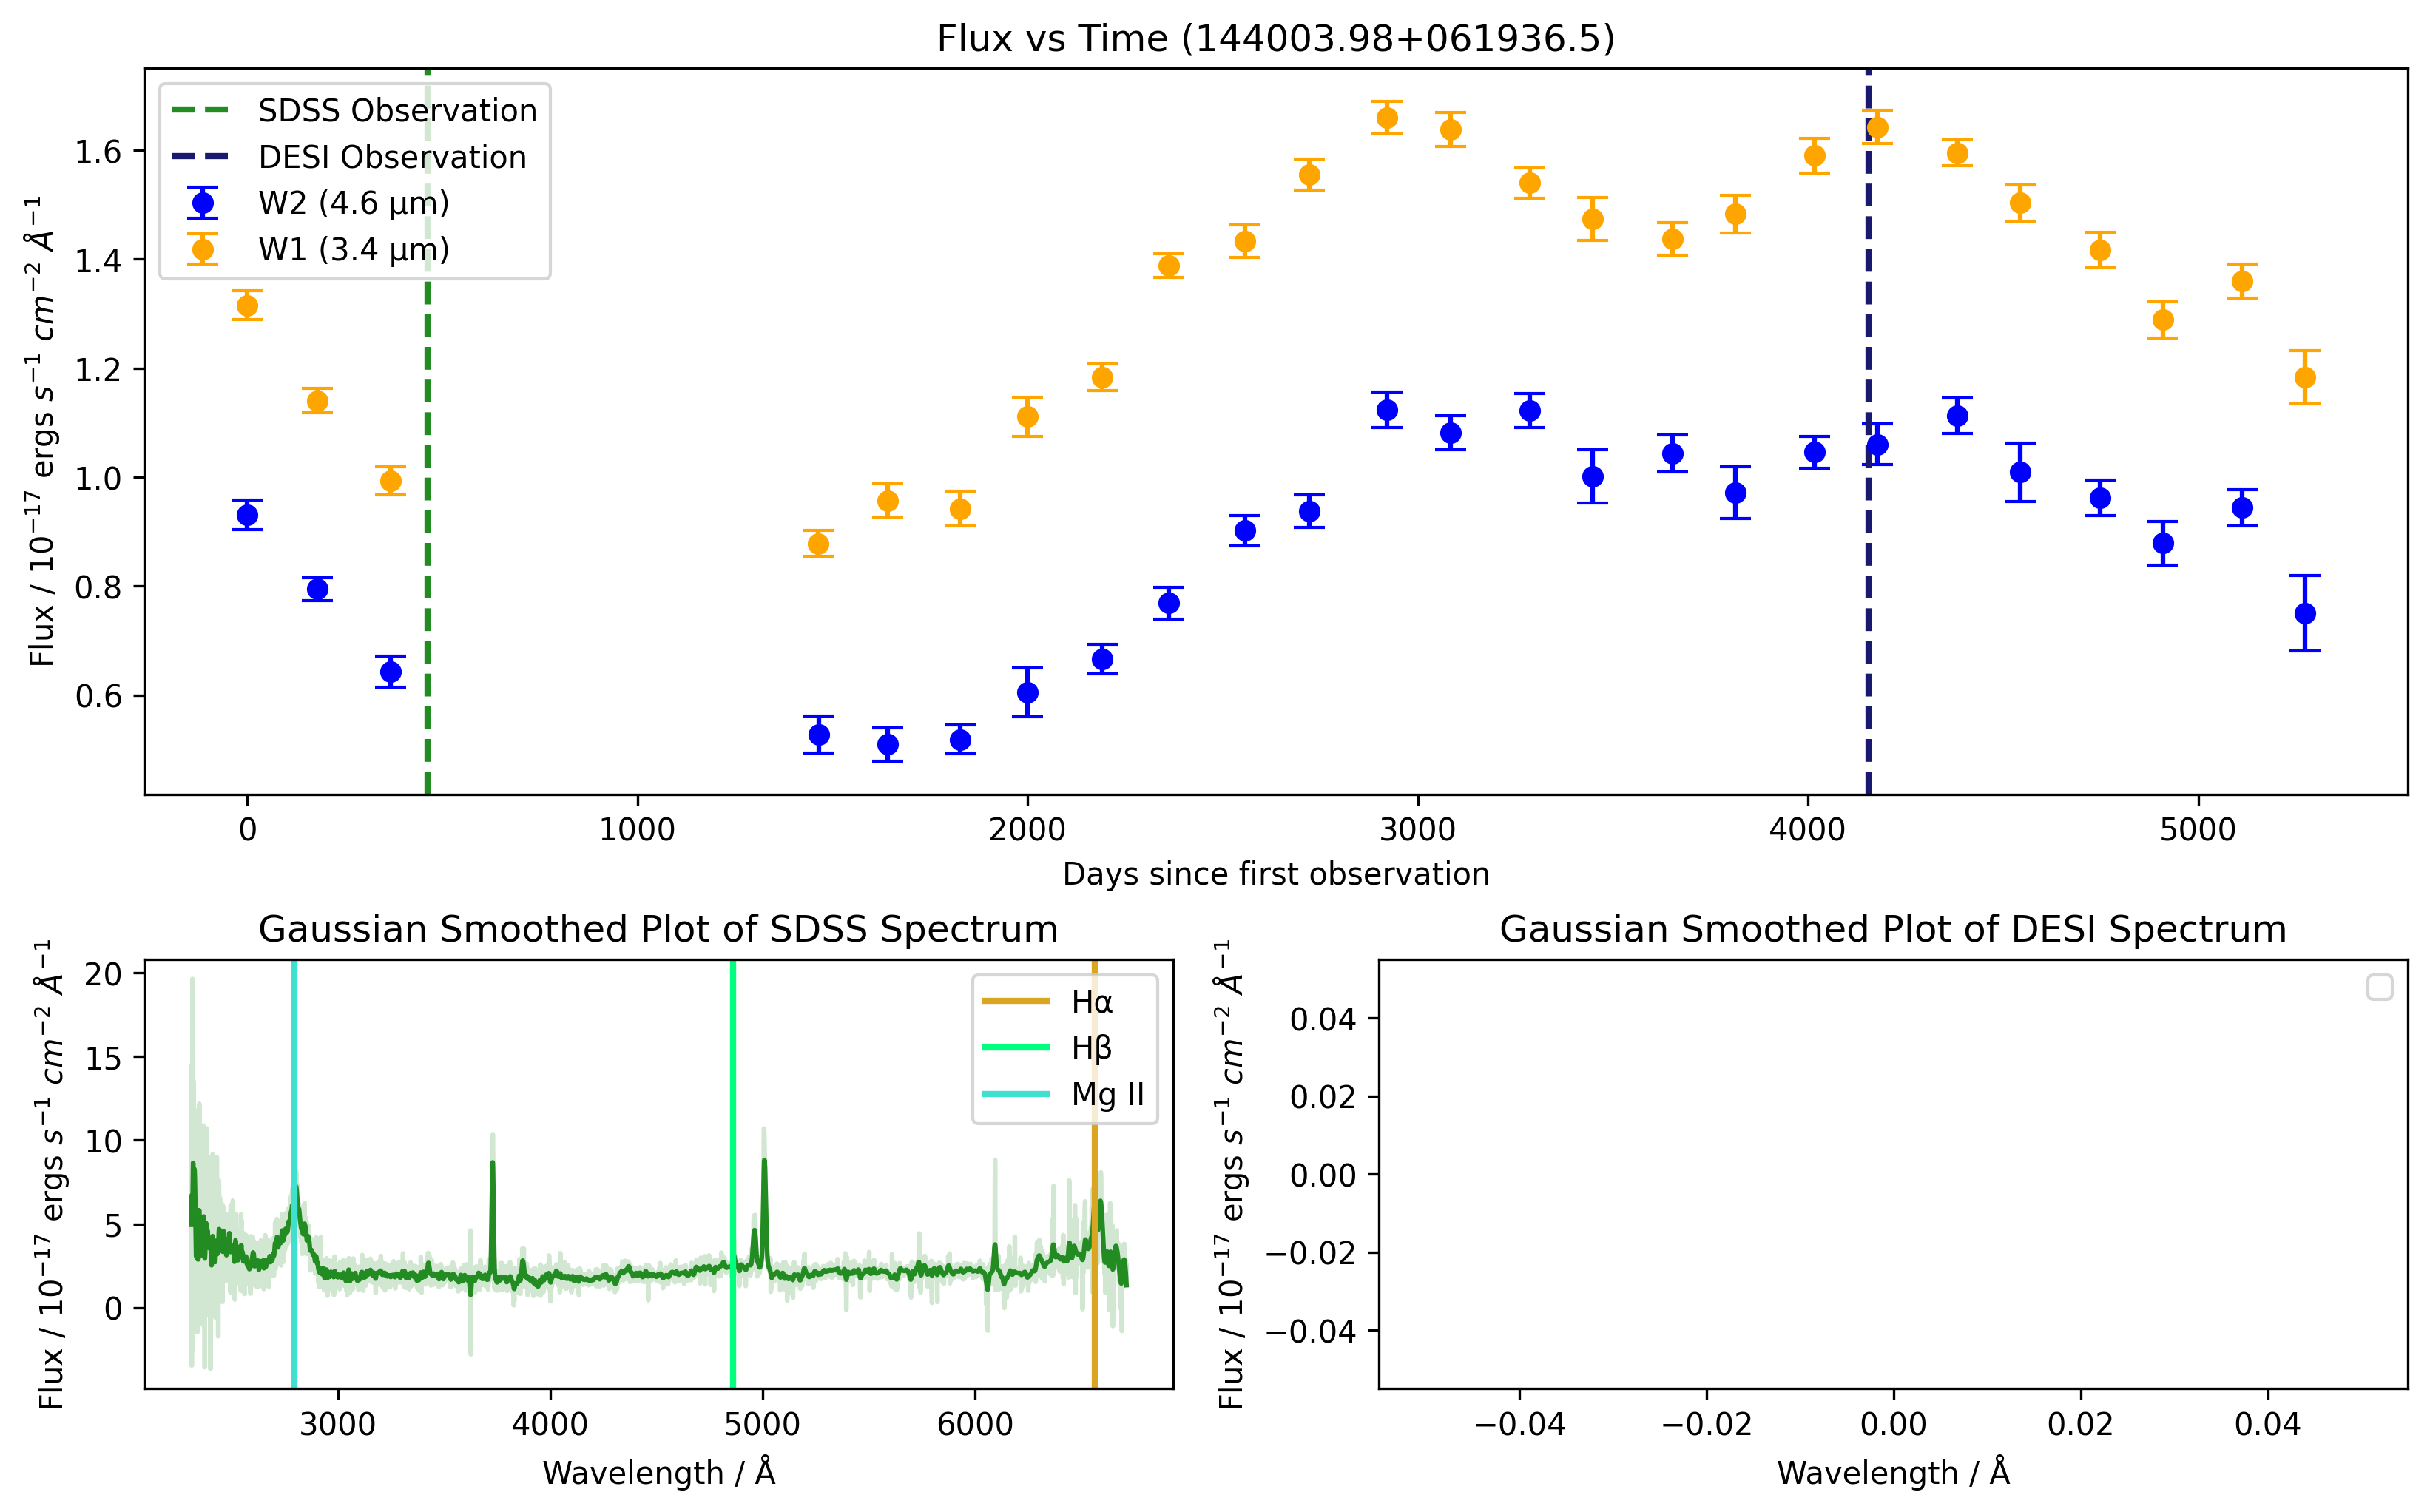 Flux vs Time (144003.98+061936.5)
SDSS Observation
DESI Observation
W2 (4.6 μm)
W1 (3.4 μm)
Flux / 10⁻¹⁷ ergs s⁻¹ cm⁻² Å⁻¹
1.6
1.4
1.2
1.0
0.8
0.6
0 1000 2000 3000 4000 5000
Days since first observation
Gaussian Smoothed Plot of SDSS Spectrum
Flux / 10⁻¹⁷ ergs s⁻¹ cm⁻² Å⁻¹
20
15
10
5
0
Hα
Hβ
Mg II
3000 4000 5000 6000
Wavelength / Å
Gaussian Smoothed Plot of DESI Spectrum
Flux / 10⁻¹⁷ ergs s⁻¹ cm⁻² Å⁻¹
0.04
0.02
0.00
−0.02
−0.04
−0.04 −0.02 0.00 0.02 0.04
Wavelength / Å